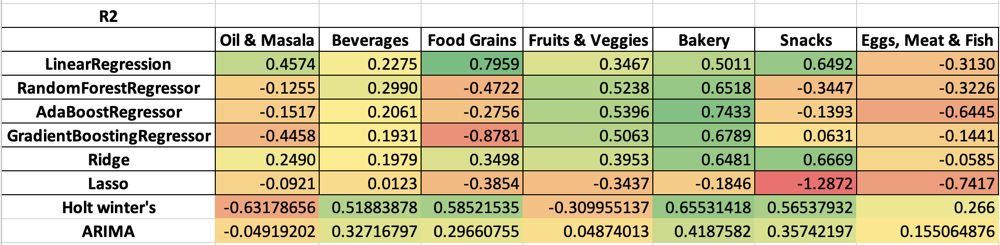 R2
Oil & Masala Beverages Food Grains Fruits & Veggies Bakery Snacks Eggs, Meat & Fish
LinearRegression 0.4574 0.2275 0.7959 0.3467 0.5011 0.6492 -0.3130
RandomForestRegressor -0.1255 0.2990 -0.4722 0.5238 0.6518 -0.3447 -0.3226
AdaBoostRegressor -0.1517 0.2061 -0.2756 0.5396 0.7433 -0.1393 -0.6445
GradientBoostingRegressor -0.4458 0.1931 -0.8781 0.5063 0.6789 0.0631 -0.1441
Ridge 0.2490 0.1979 0.3498 0.3953 0.6481 0.6669 -0.0585
Lasso -0.0921 0.0123 -0.3854 -0.3437 -0.1846 -1.2872 -0.7417
Holt winter's -0.63178656 0.51883878 0.58521535 -0.309955137 0.65531418 0.56537932 0.266
ARIMA -0.04919202 0.32716797 0.29660755 0.04874013 0.4187582 0.35742197 0.155064876